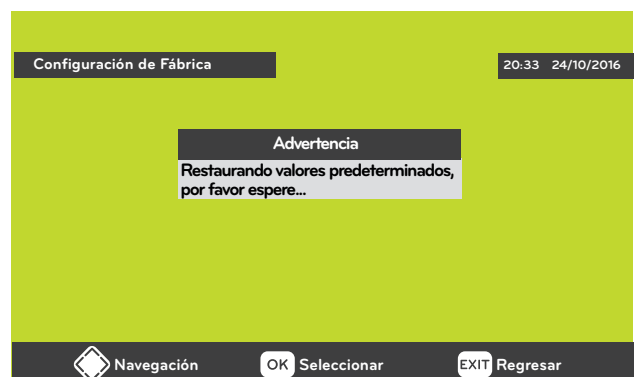 Configuración de Fábrica
20:33 24/10/2016
Advertencia
Restaurando valores predeterminados,
por favor espere...
Navegación
OK Seleccionar
EXIT Regresar